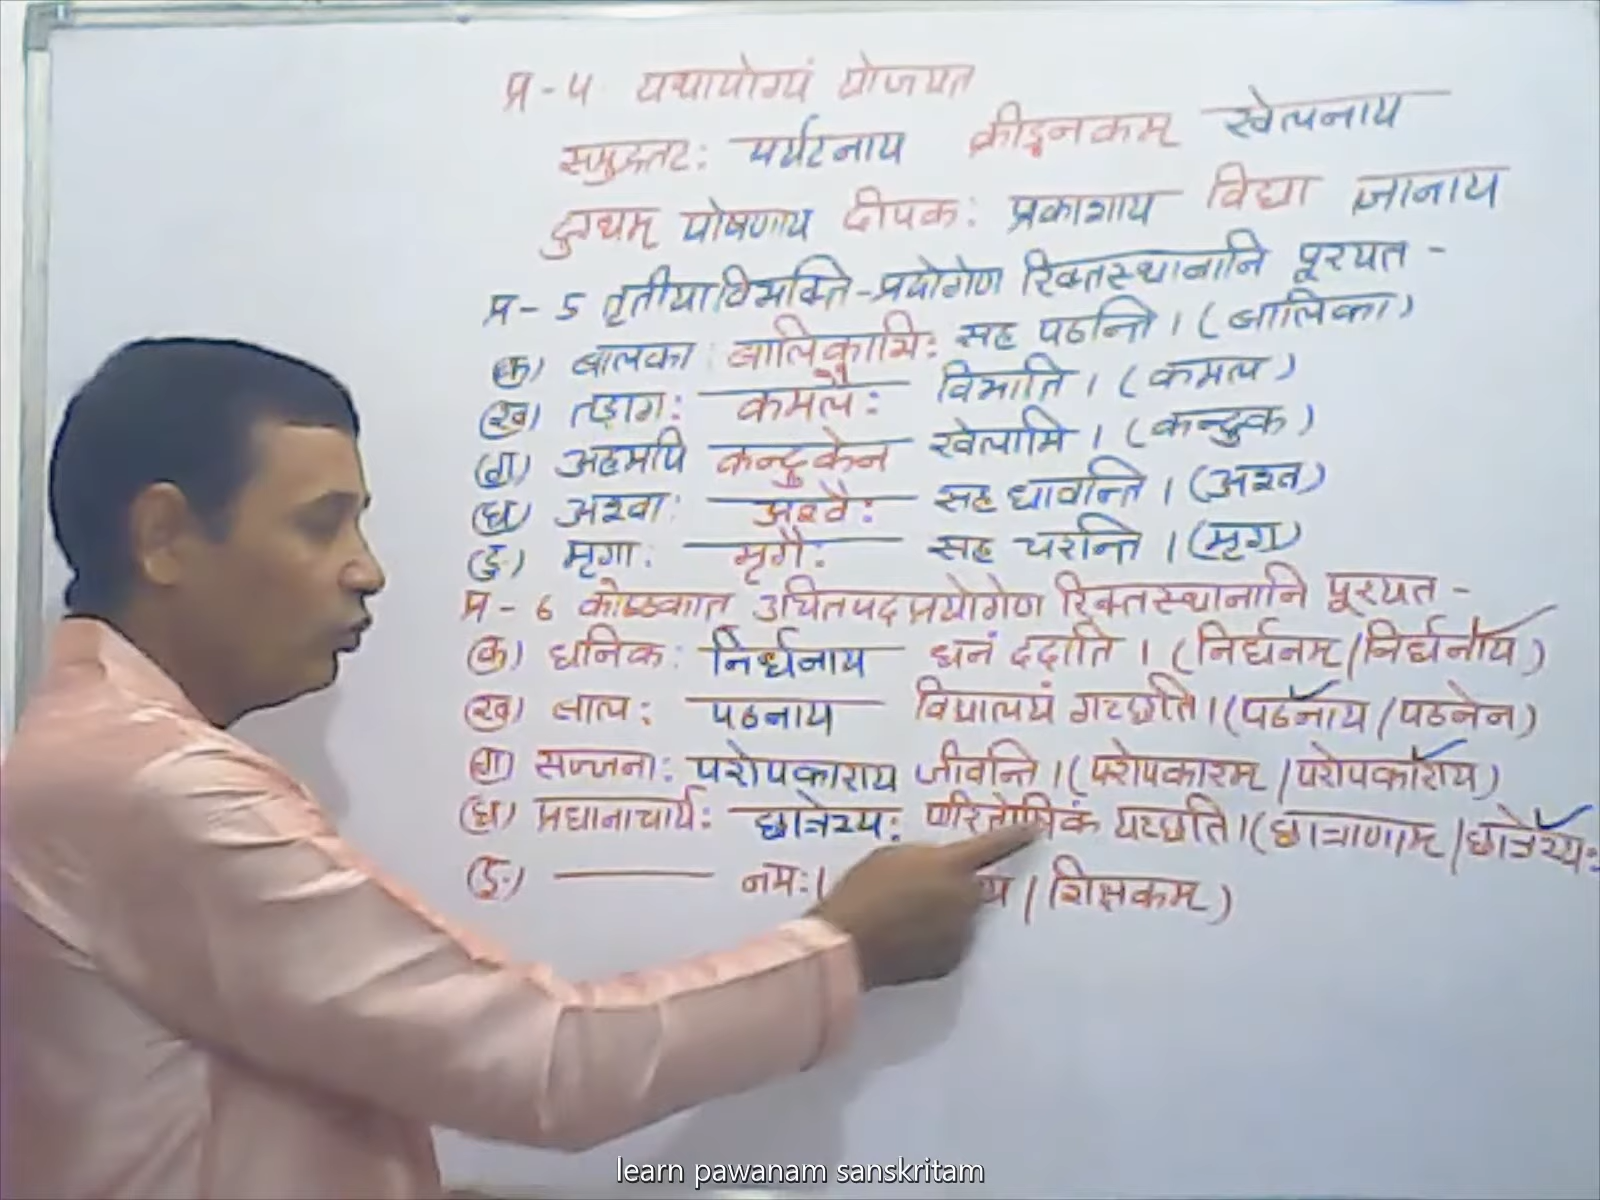 प्र - ५ यथायोग्यं योजयत
समुद्रतटः पर्यटनाय क्रीडनकम् खेलनाय
दुग्धम् पोषणाय दीपकः प्रकाशाय विद्या ज्ञानाय
प्र - 5 तृतीयाविभक्ति-प्रयोगेण रिक्तस्थानानि पूरयत -
(क) बालका: बालिकाभि: सह पठन्ति । (बालिका)
(ख) तडाग: कमलै: विभाति । (कमल)
(ग) अहमपि कन्दुकेन खेलामि । (कन्दुक)
(घ) अश्वा: अश्वै: सह धावन्ति । (अश्व)
(ङ) मृगा: मृगै: सह चरन्ति । (मृग)
प्र - 6 कोष्ठकात् उचितपदप्रयोगेण रिक्तस्थानानि पूरयत -
(क) धनिक: निर्धनाय धनं ददाति । (निर्धनम्/निर्धनाय)
(ख) बाल: पठनाय विद्यालयं गच्छति । (पठनाय/पठनेन)
(ग) सज्जना: परोपकाराय जीवन्ति । (परोपकारम्/परोपकाराय)
(घ) प्रधानाचार्य: छात्रेभ्य: पारितोषिकं यच्छति । (छात्राणाम्/छात्रेभ्य:
(ङ) ——— नम: । य/शिक्षकम्)
learn pawanam sanskritam